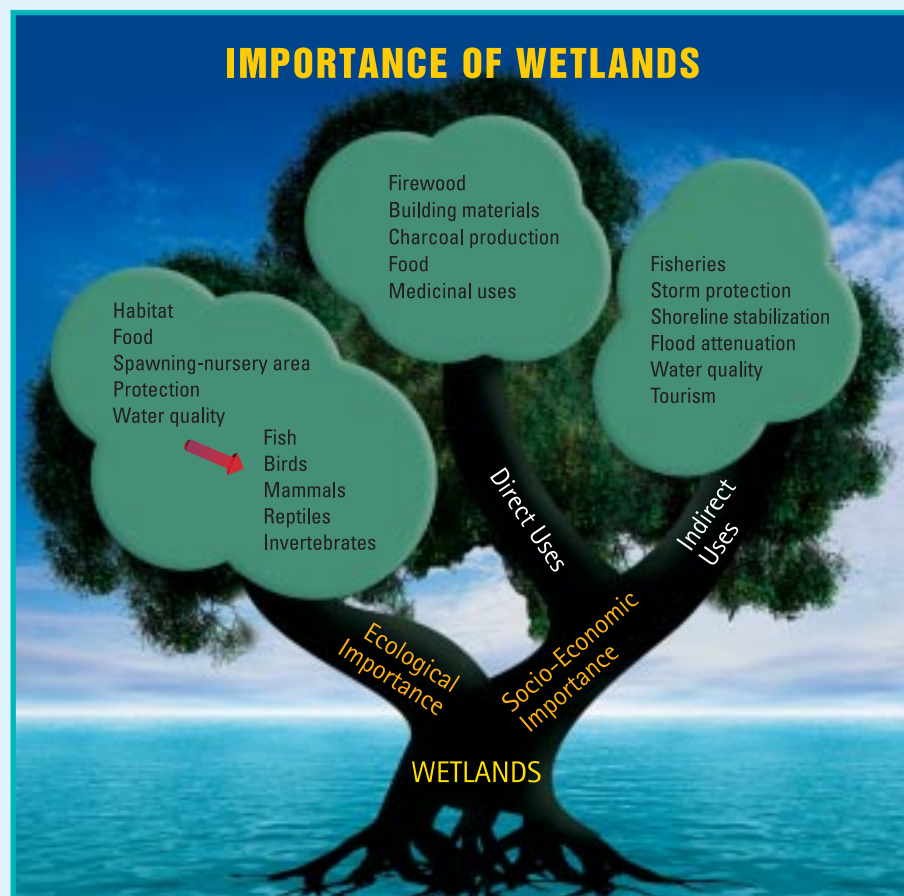 IMPORTANCE OF WETLANDS
Firewood
Building materials
Charcoal production
Food
Medicinal uses
Fisheries
Storm protection
Shoreline stabilization
Flood attenuation
Water quality
Tourism
Habitat
Food
Spawning-nursery area
Protection
Water quality
Fish
Birds
Mammals
Reptiles
Invertebrates
Direct Uses
Indirect
Uses
Ecological
Importance
Socio-Economic
Importance
WETLANDS